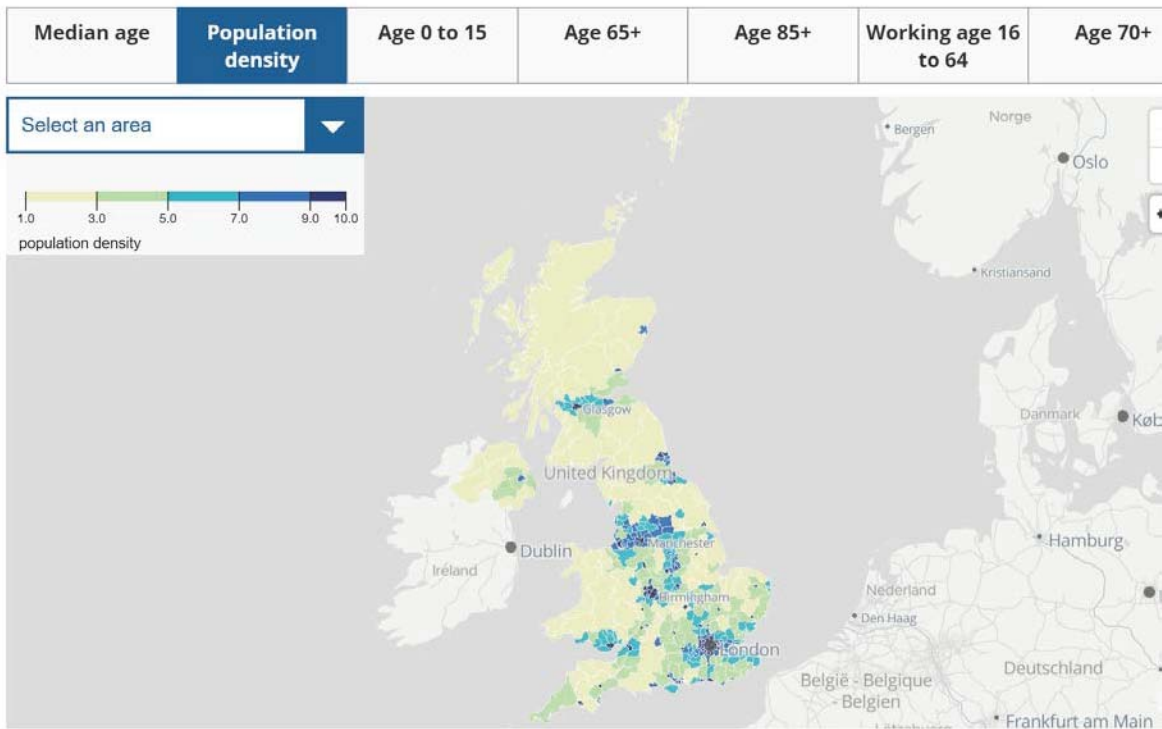 Median age
Population
density
Age 0 to 15
Age 65+
Age 85+
Working age 16
to 64
Age 70+
Select an area
1.0 3.0 5.0 7.0 9.0 10.0
population density
Bergen
Norge
Oslo
Kristiansand
Glasgow
Danmark
Køb
United Kingdom
Dublin
Manchester
Hamburg
Ireland
Birmingham
Nederland
Den Haag
London
Deutschland
België - Belgique
- Belgien
Frankfurt am Main